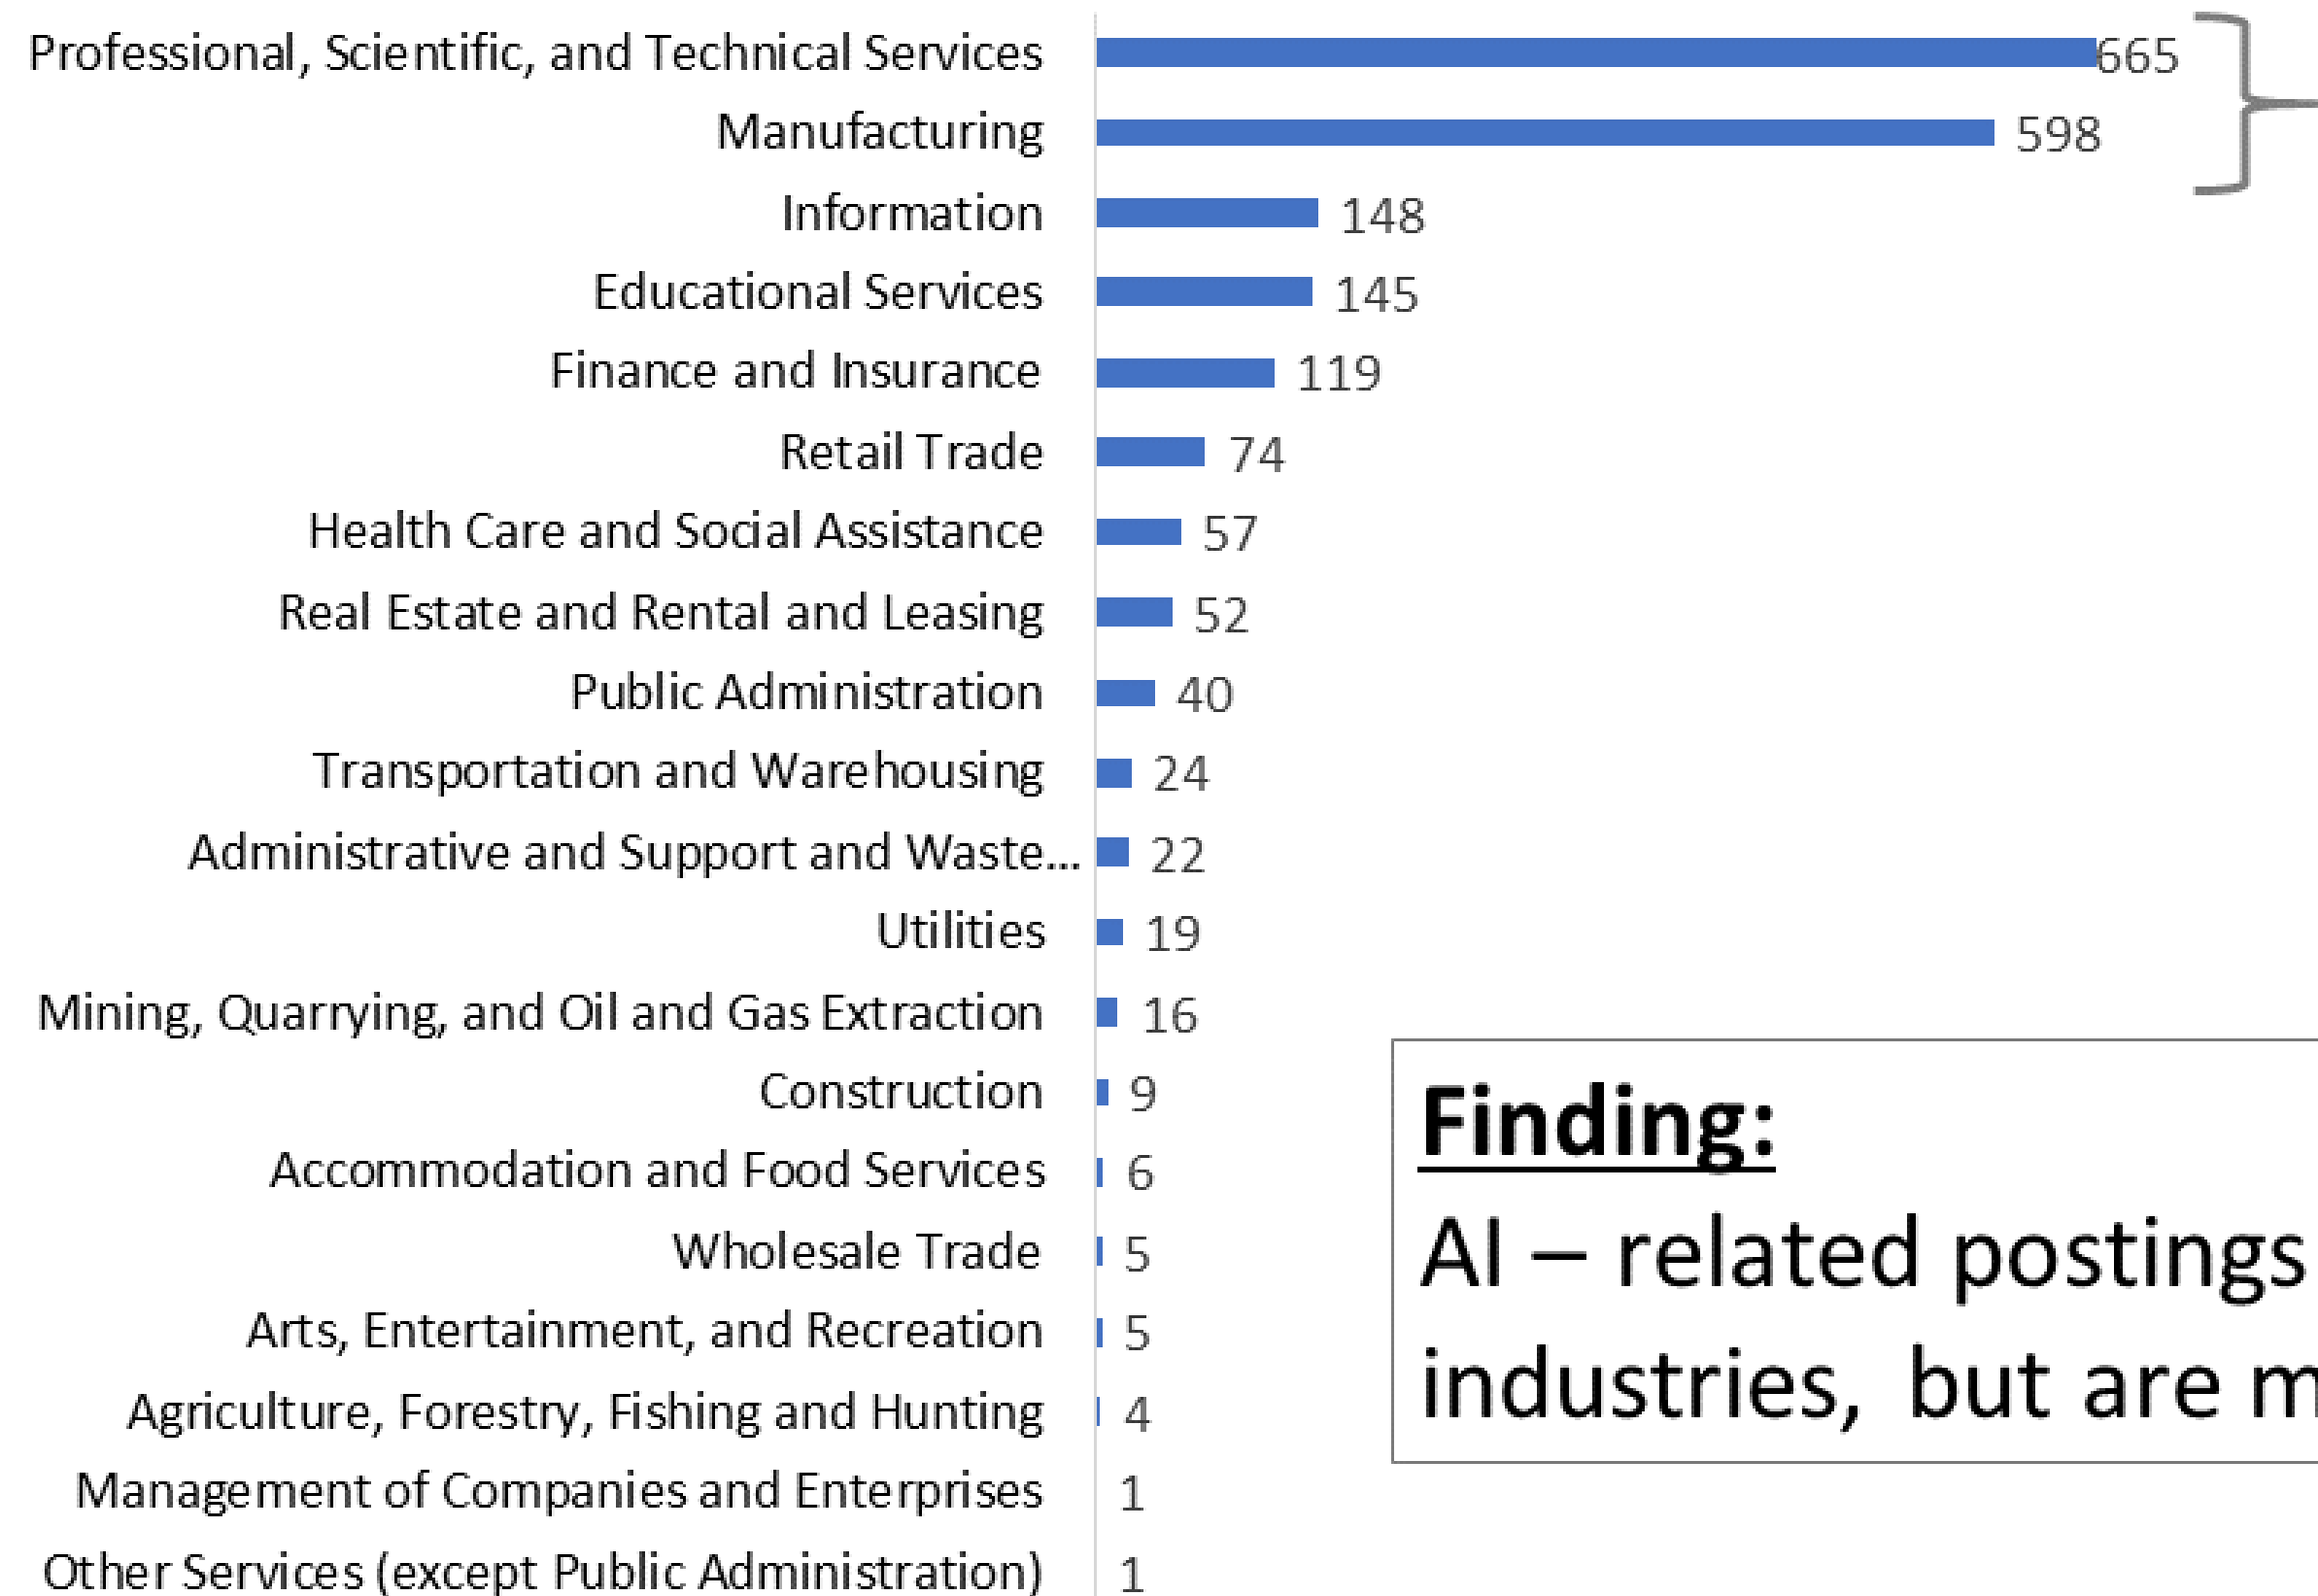 Professional, Scientific, and Technical Services 665
Manufacturing 598
Information 148
Educational Services 145
Finance and Insurance 119
Retail Trade 74
Health Care and Social Assistance 57
Real Estate and Rental and Leasing 52
Public Administration 40
Transportation and Warehousing 24
Administrative and Support and Waste... 22
Utilities 19
Mining, Quarrying, and Oil and Gas Extraction 16
Construction 9
Accommodation and Food Services 6
Wholesale Trade 5
Arts, Entertainment, and Recreation 5
Agriculture, Forestry, Fishing and Hunting 4
Management of Companies and Enterprises 1
Other Services (except Public Administration) 1
Finding:
AI – related postings
industries, but are